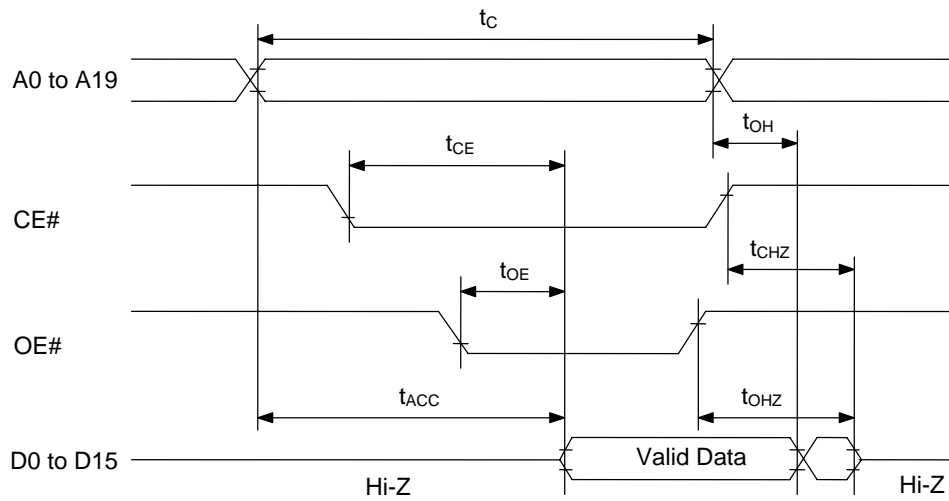 tC
A0 to A19
tOH
tCE
CE#
tCHZ
tOE
OE#
tACC
tOHZ
D0 to D15
Valid Data
Hi-Z
Hi-Z